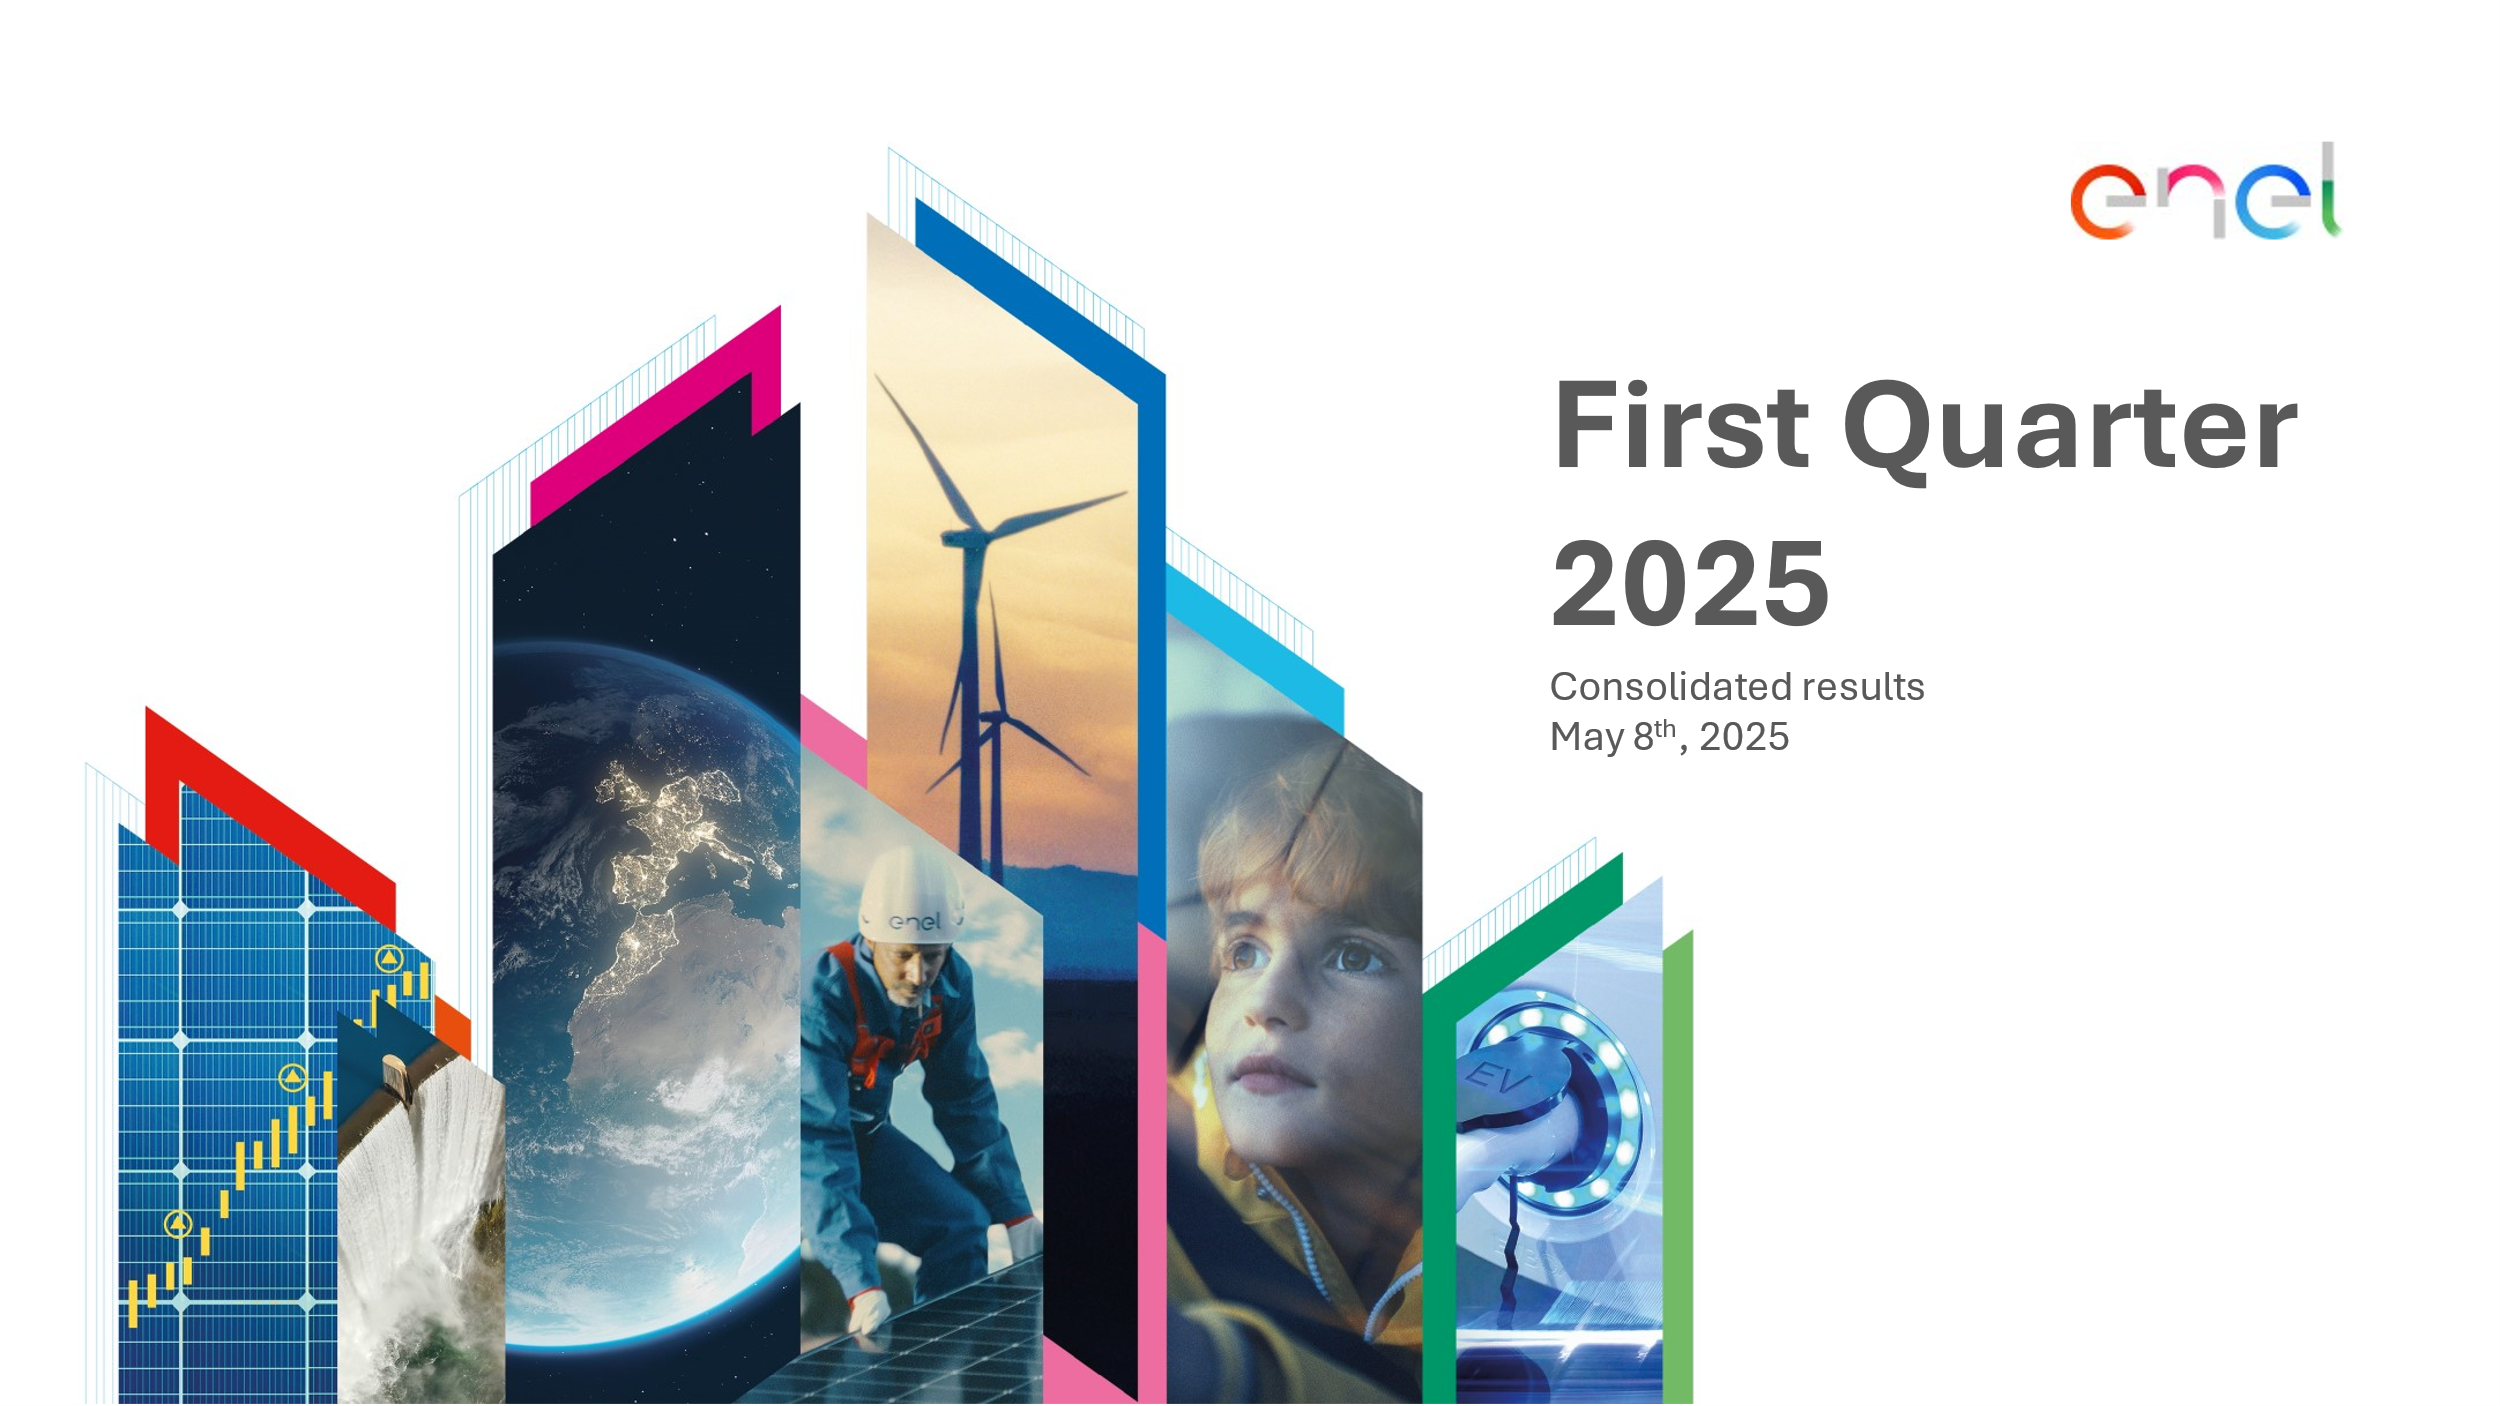 enel
First Quarter
2025
Consolidated results
May 8th, 2025
enel
EV